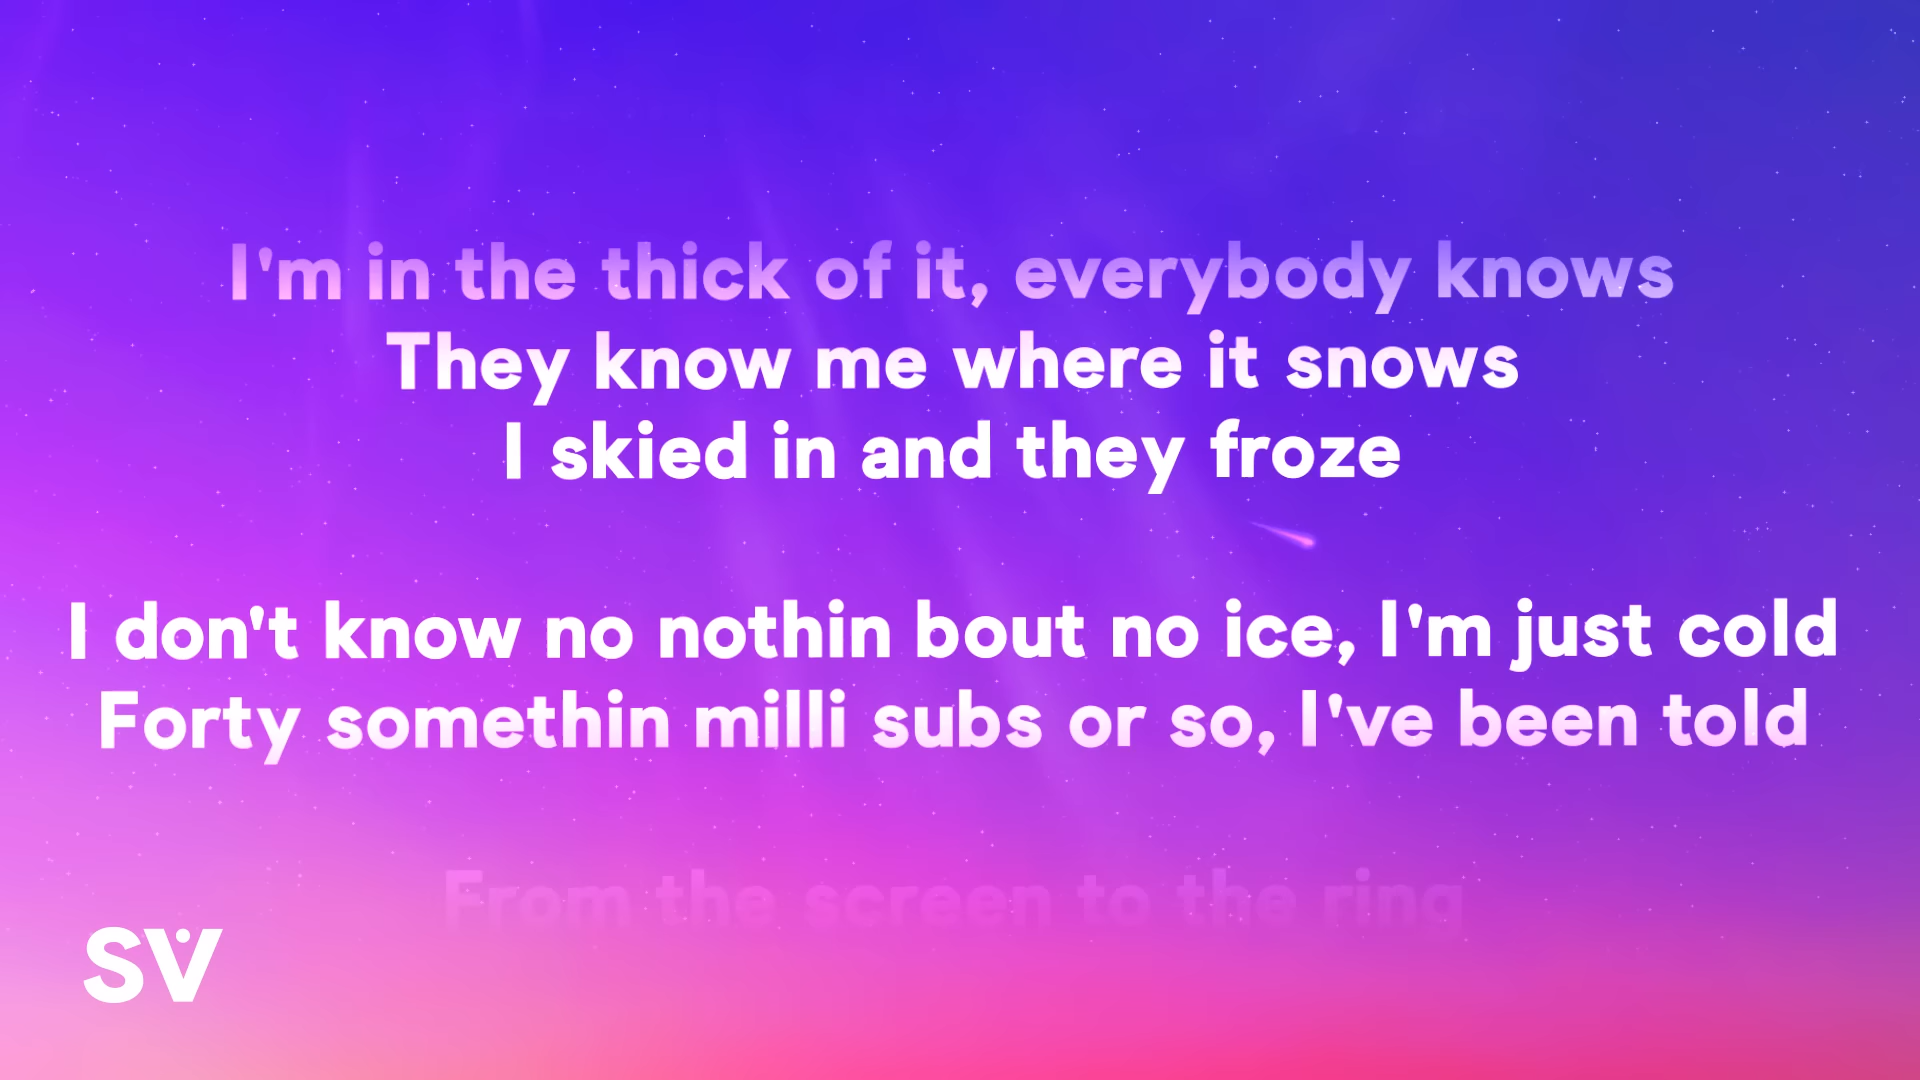 I'm in the thick of it, everybody knows
They know me where it snows
I skied in and they froze
I don't know no nothin bout no ice, I'm just cold
Forty somethin milli subs or so, I've been told
From the screen to the ring
SV